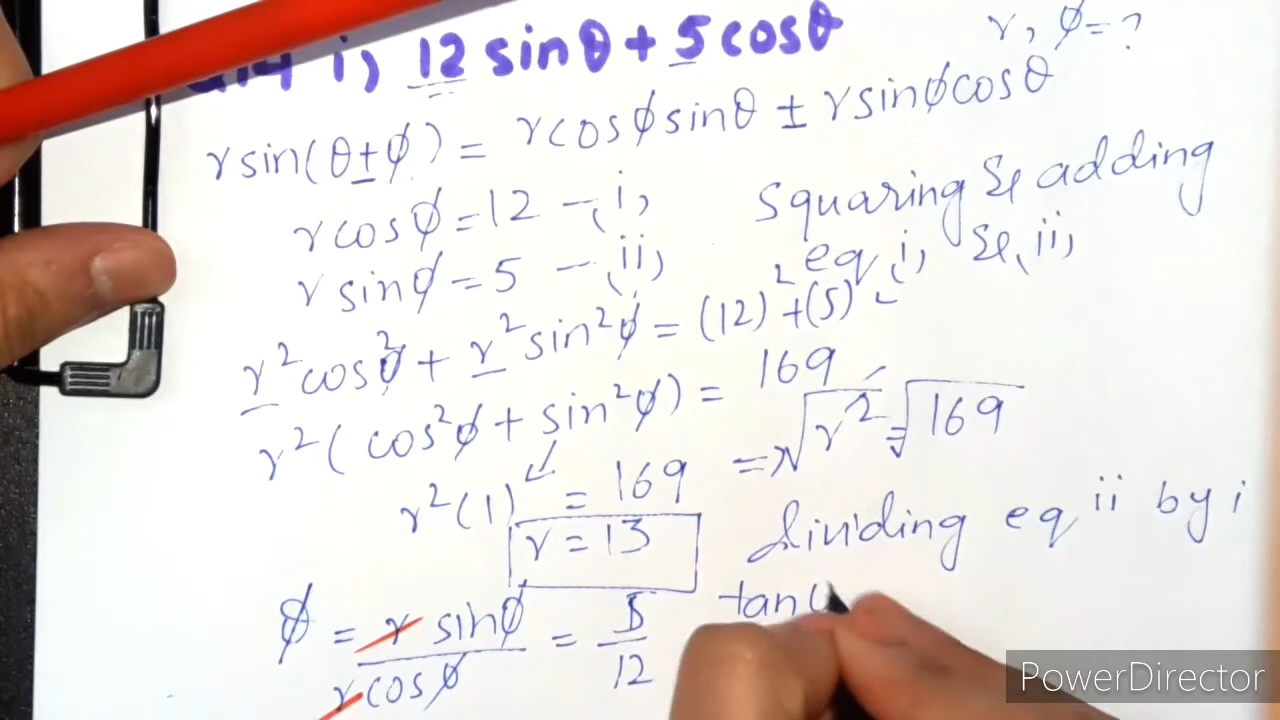 i) 12 sinθ + 5 cosθ
r, φ = ?
r sin(θ ± φ) = r cosφ sinθ ± r sinφ cosθ
r cosφ = 12 — (i)
r sinφ = 5 — (ii)
Squaring & adding
eq (i) & (ii)
r² cos²φ + r² sin²φ = (12)² + (5)²
r² (cos²φ + sin²φ) = 169
r² (1) = 169 ⇒ √r² = √169
r = 13
Dividing eq ii by i
φ = r sinφ / r cosφ = 5/12
tan
PowerDirector